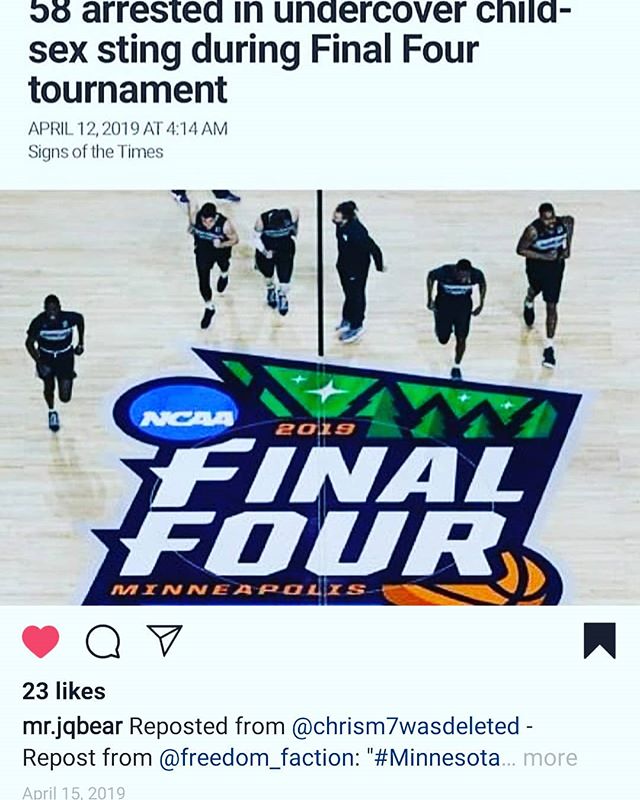 58 arrested in undercover child-
sex sting during Final Four
tournament
APRIL 12, 2019 AT 4:14 AM
Signs of the Times
NCAA
2019
FINAL
FOUR
MINNEAPOLIS
23 likes
mr.jqbear Reposted from @chrism7wasdeleted -
Repost from @freedom_faction: "#Minnesota... more
April 15, 2019